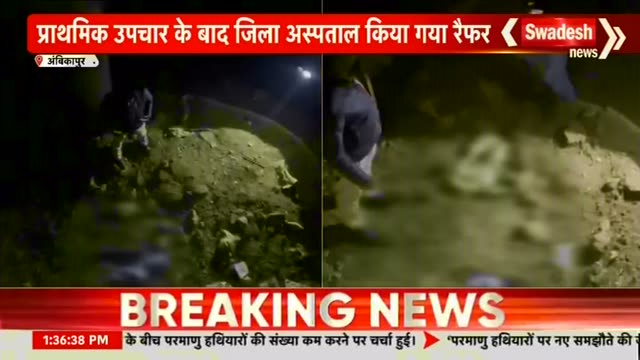 प्राथमिक उपचार के बाद जिला अस्पताल किया गया रैफर
Swadesh
news
अंबिकापुर
BREAKING NEWS
1:36:38 PM
के बीच परमाणु हथियारों की संख्या कम करने पर चर्चा हुई।
'परमाणु हथियारों पर नए समझौते की